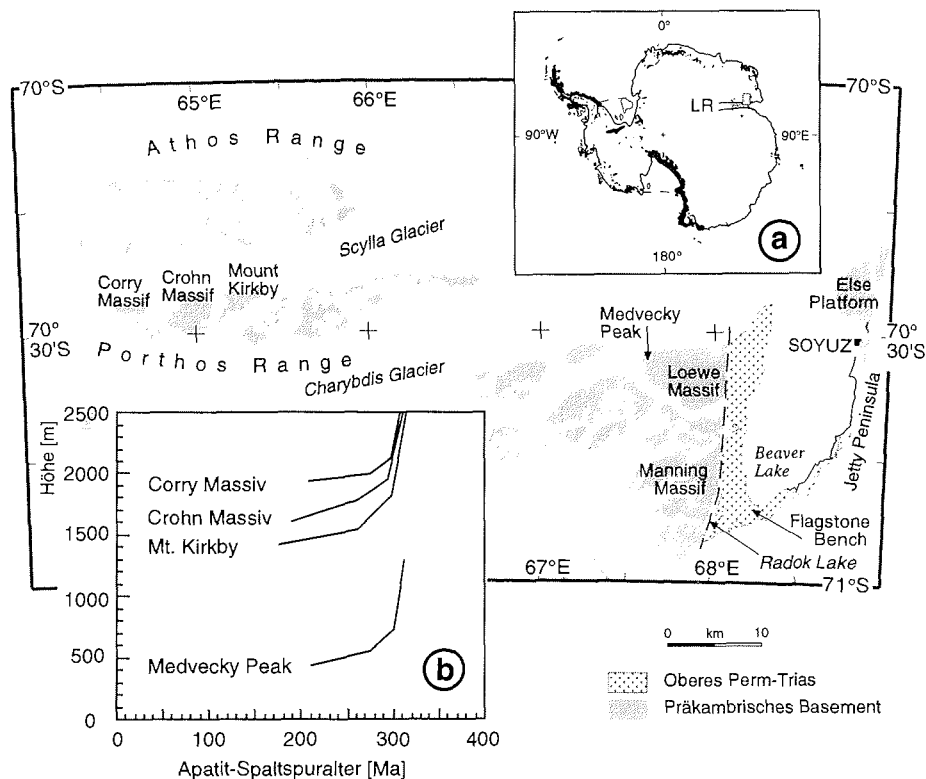 0°
90°W
LR
90°E
180°
a
70°S
65°E
66°E
70°S
Athos Range
Scylla Glacier
Corry
Massif
Crohn
Massif
Mount
Kirkby
Else
Platform
70°
30'S
Medvecky
Peak
SOYUZ
70°
30'S
Porthos Range
Charybdis Glacier
Loewe
Massif
Jetty Peninsula
Beaver
Lake
Manning
Massif
Flagstone
Bench
Radok Lake
67°E
68°E
71°S
Höhe [m]
2500
2000
1500
1000
500
0
Corry Massiv
Crohn Massiv
Mt. Kirkby
Medvecky Peak
b
0 100 200 300 400
Apatit-Spaltspuralter [Ma]
0 km 10
Oberes Perm-Trias
Präkambrisches Basement